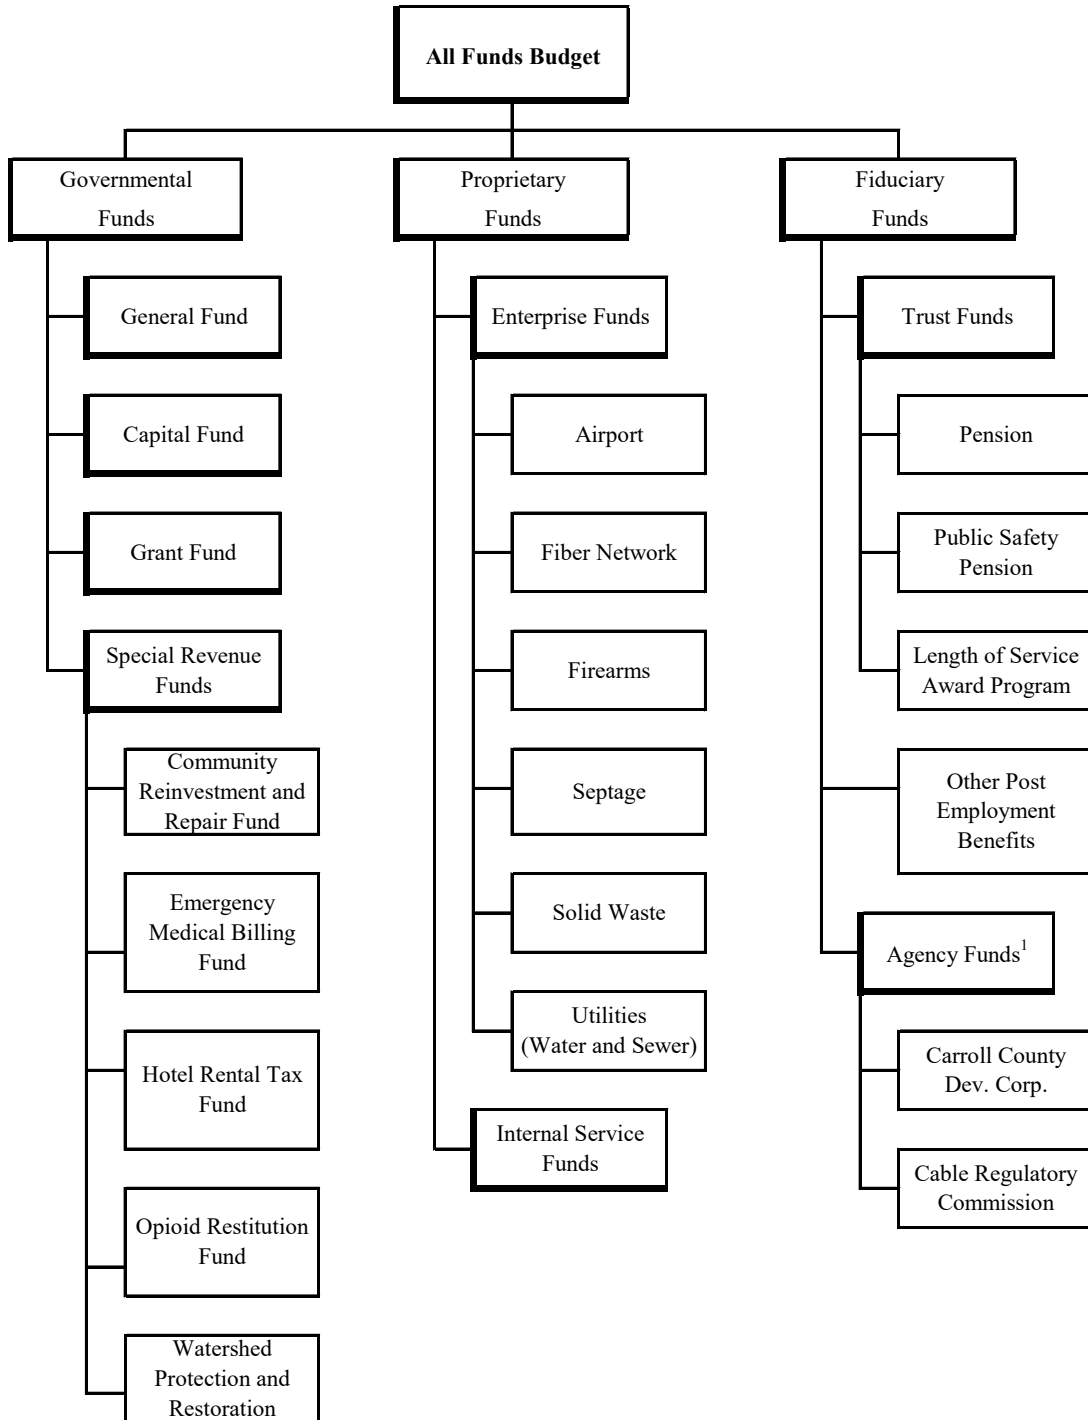 All Funds Budget
Governmental
Funds
General Fund
Capital Fund
Grant Fund
Special Revenue
Funds
Community
Reinvestment and
Repair Fund
Emergency
Medical Billing
Fund
Hotel Rental Tax
Fund
Opioid Restitution
Fund
Watershed
Protection and
Restoration
Proprietary
Funds
Enterprise Funds
Airport
Fiber Network
Firearms
Septage
Solid Waste
Utilities
(Water and Sewer)
Internal Service
Funds
Fiduciary
Funds
Trust Funds
Pension
Public Safety
Pension
Length of Service
Award Program
Other Post
Employment
Benefits
Agency Funds¹
Carroll County
Dev. Corp.
Cable Regulatory
Commission